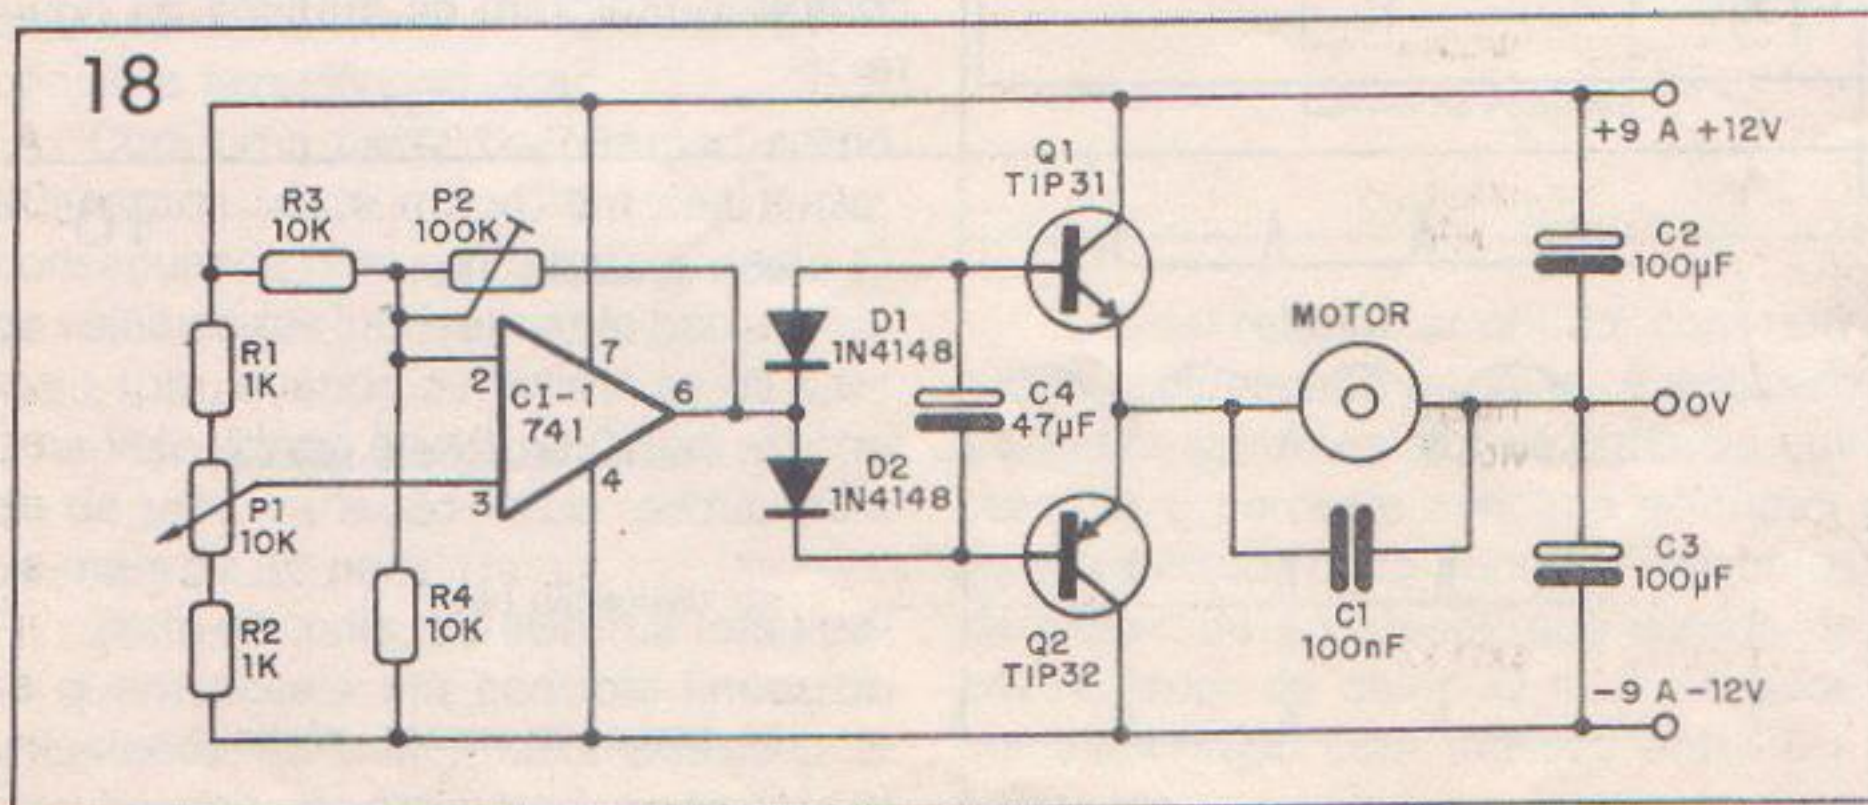 18
+9 A +12V
Q1
TIP31
R3
10K
P2
100K
C2
100µF
MOTOR
D1
1N4148
R1
1K
7
2
CI-1
741
6
C4
47µF
0V
D2
1N4148
4
3
P1
10K
C3
100µF
R4
10K
R2
1K
C1
100nF
Q2
TIP32
-9 A -12V